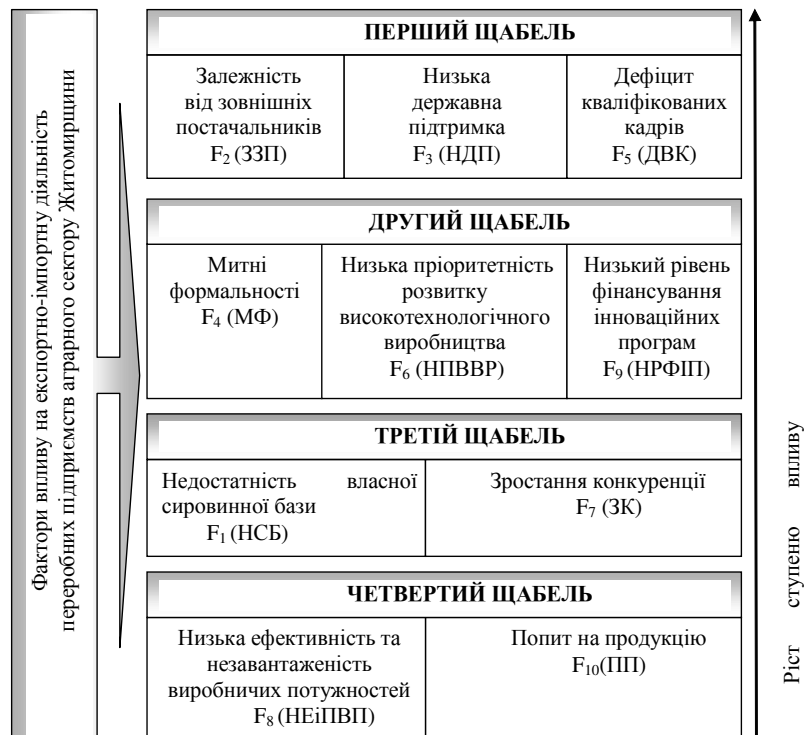 Фактори впливу на експортно-імпортну діяльність
переробних підприємств аграрного сектору Житомирщини
ПЕРШИЙ ЩАБЕЛЬ
Залежність
від зовнішніх
постачальників
F₂ (ЗЗП)
Низька
державна
підтримка
F₃ (НДП)
Дефіцит
кваліфікованих
кадрів
F₅ (ДВК)
ДРУГИЙ ЩАБЕЛЬ
Митні
формальності
F₄ (МФ)
Низька пріоритетність
розвитку
високотехнологічного
виробництва
F₆ (НПВВР)
Низький рівень
фінансування
інноваційних
програм
F₉ (НРФІП)
ТРЕТІЙ ЩАБЕЛЬ
Недостатність власної
сировинної бази
F₁ (НСБ)
Зростання конкуренції
F₇ (ЗК)
ЧЕТВЕРТИЙ ЩАБЕЛЬ
Низька ефективність та
незавантаженість
виробничих потужностей
F₈ (НЕіПВП)
Попит на продукцію
F₁₀(ПП)
Ріст ступеню впливу